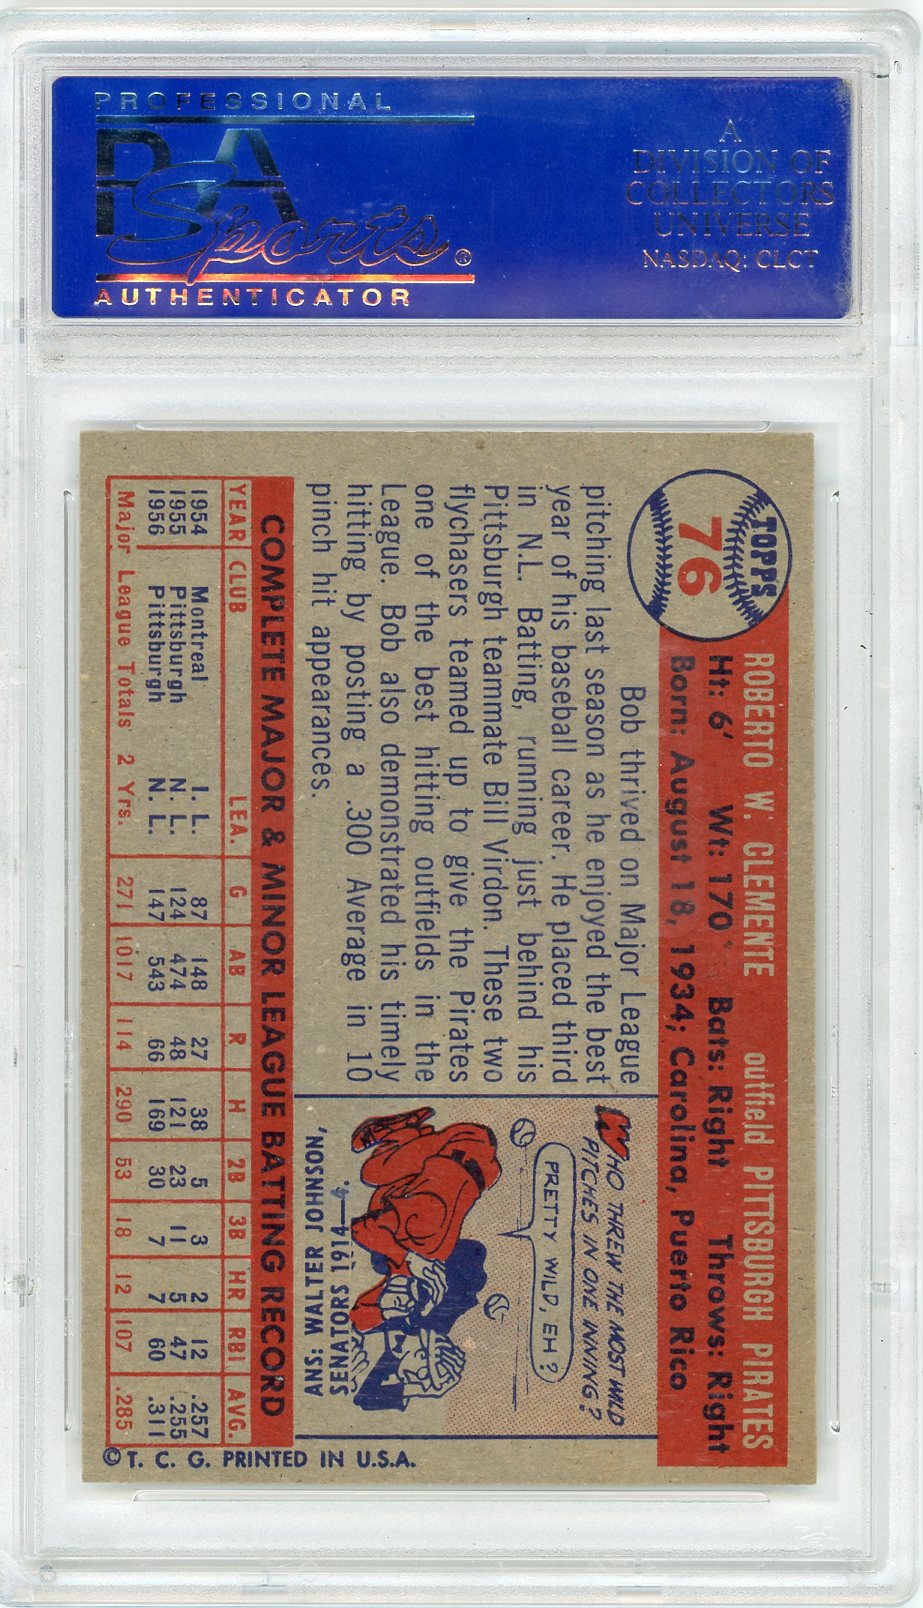 PROFESSIONAL
PSA
Sports ®
AUTHENTICATOR
A
DIVISION OF
COLLECTORS
UNIVERSE
NASDAQ: CLCT
TOPPS
76
ROBERTO W. CLEMENTE outfield PITTSBURGH PIRATES
Ht: 6' Wt: 170 Bats: Right Throws: Right
Born: August 18, 1934; Carolina, Puerto Rico
Bob thrived on Major League
pitching last season as he enjoyed the best
year of his baseball career. He placed third
in N.L. Batting, running just behind his
Pittsburgh teammate Bill Virdon. These two
flychasers teamed up to give the Pirates
one of the best hitting outfields in the
League. Bob also demonstrated his timely
hitting by posting a .300 Average in 10
pinch hit appearances.
WHO THREW THE MOST WILD
PITCHES IN ONE INNING?
PRETTY WILD, EH?
ANS: WALTER JOHNSON,
SENATORS 1914—4.
COMPLETE MAJOR & MINOR LEAGUE BATTING RECORD
YEAR CLUB LEA. G AB R H 2B 3B HR RBI AVG.
1954 Montreal I. L. 87 148 27 38 5 3 2 12 .257
1955 Pittsburgh N. L. 124 474 48 121 23 11 5 47 .255
1956 Pittsburgh N. L. 147 543 66 169 30 7 7 60 .311
Major League Totals 2 Yrs. 271 1017 114 290 53 18 12 107 .285
© T. C. G. PRINTED IN U.S.A.